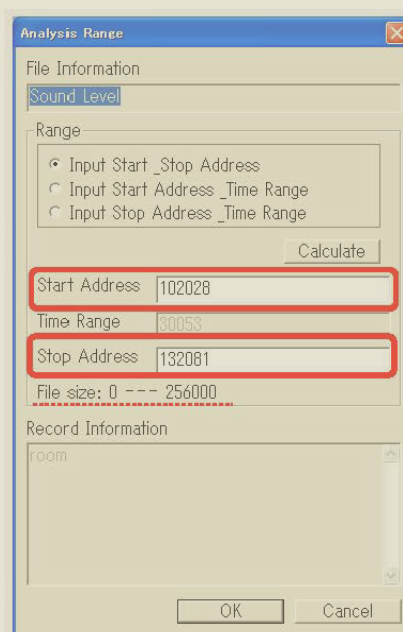 Analysis Range
File Information
Sound Level
Range
Input Start _Stop Address
Input Start Address _Time Range
Input Stop Address _Time Range
Calculate
Start Address 102028
Time Range 30053
Stop Address 132081
File size: 0 --- 256000
Record Information
room
OK Cancel